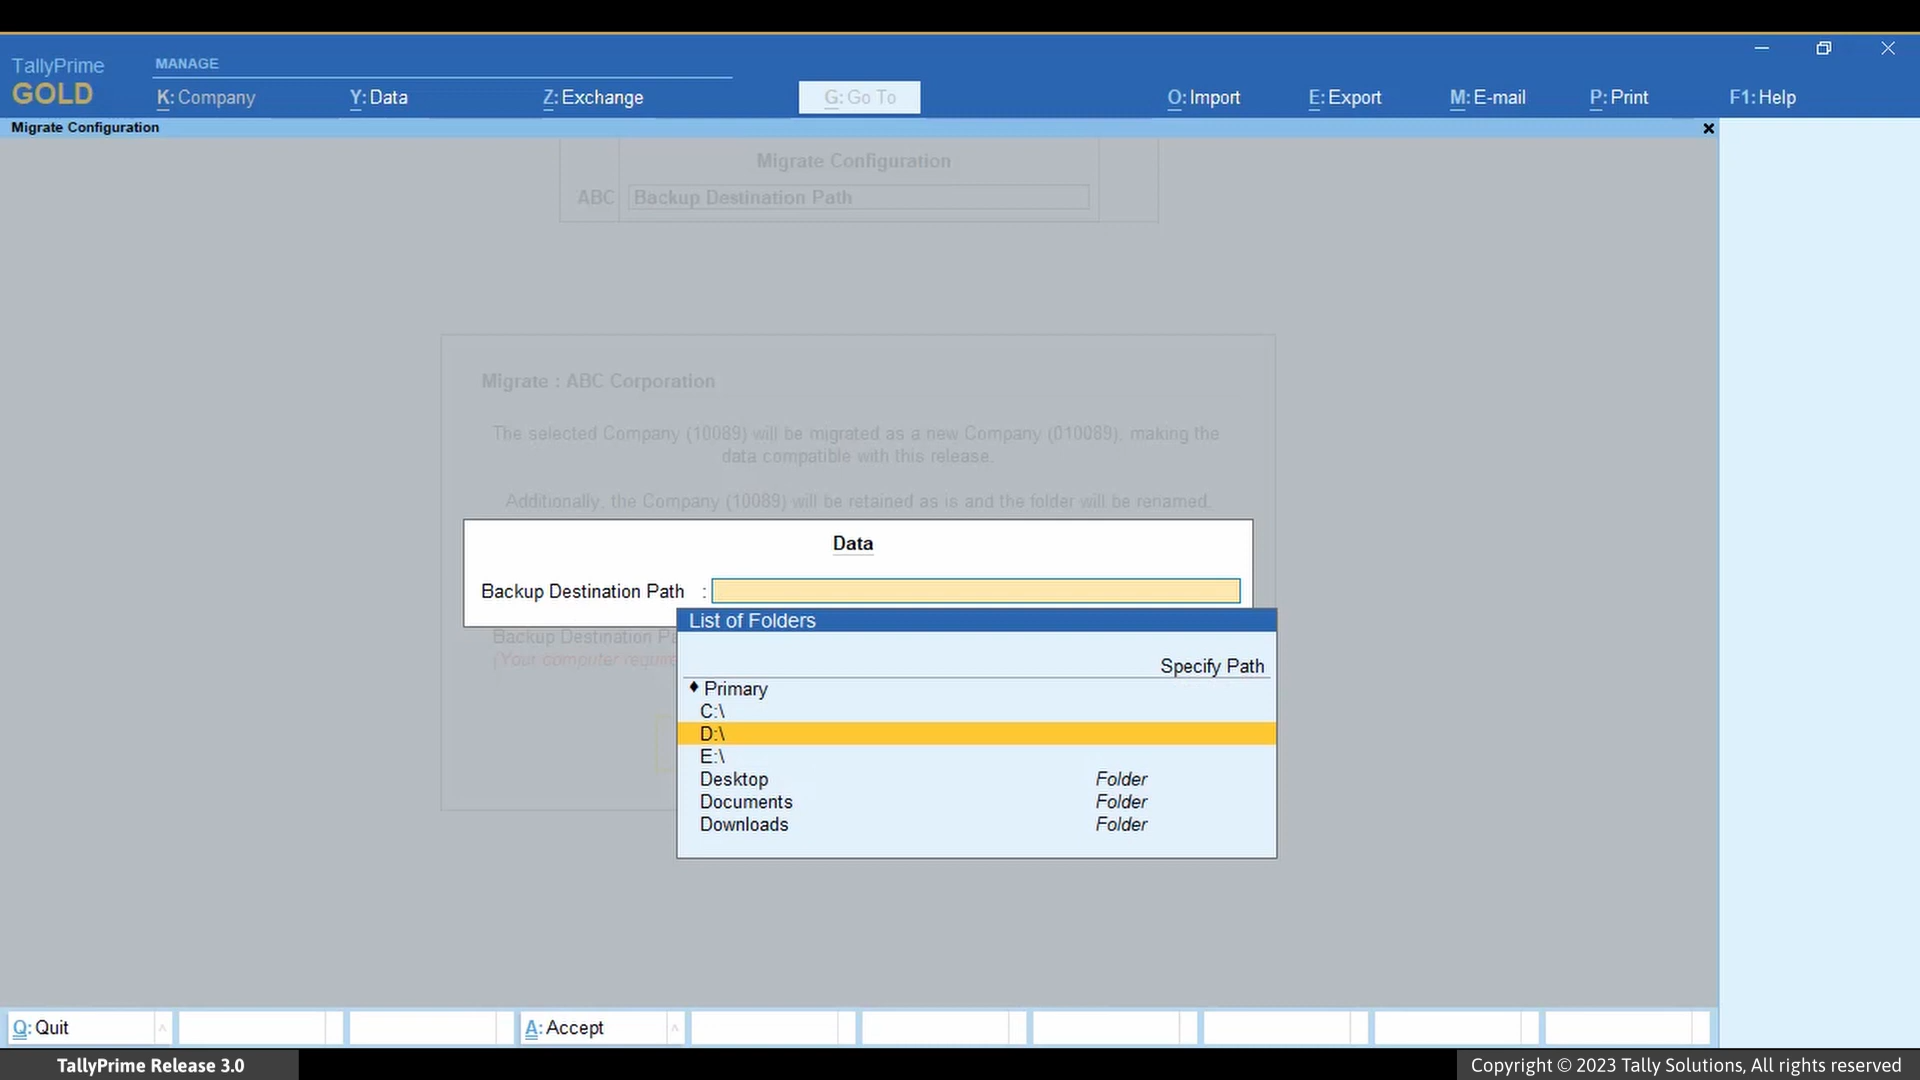 TallyPrime
GOLD
MANAGE
K: Company
Y: Data
Z: Exchange
G: Go To
O: Import
E: Export
M: E-mail
P: Print
F1: Help
Migrate Configuration
Migrate Configuration
ABC
Backup Destination Path
Migrate : ABC Corporation
The selected Company (10089) will be migrated as a new Company (010089), making the
data compatible with this release.
Additionally, the Company (10089) will be retained as is and the folder will be renamed.
Data
Backup Destination Path :
Backup Destination
(Your computer
List of Folders
Specify Path
♦ Primary
C:\
D:\
E:\
Desktop Folder
Documents Folder
Downloads Folder
Q: Quit
A: Accept
TallyPrime Release 3.0
Copyright © 2023 Tally Solutions, All rights reserved